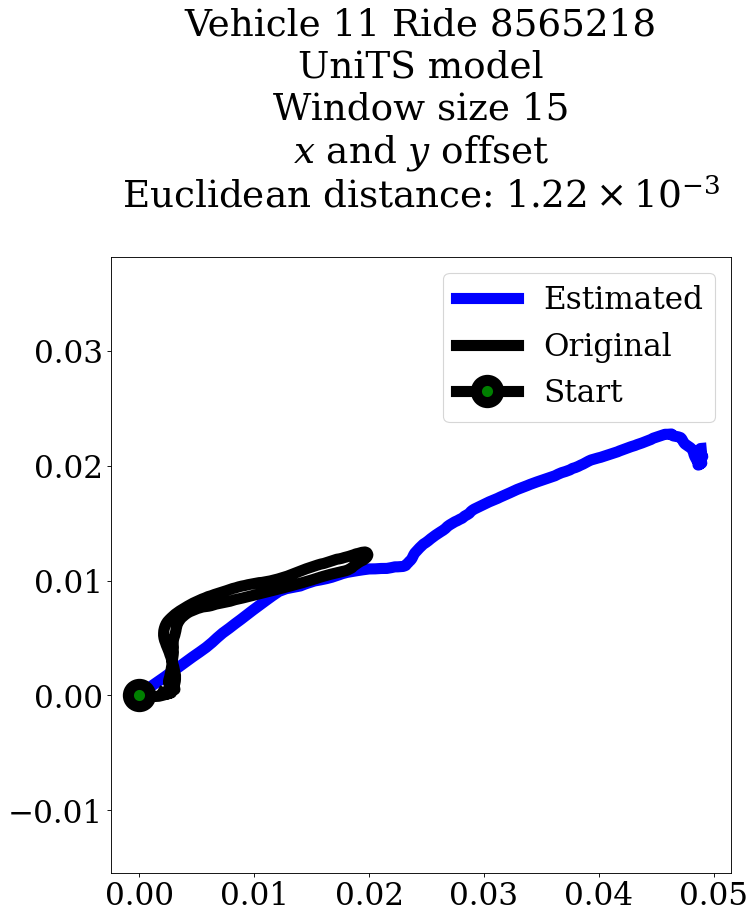 Vehicle 11 Ride 8565218
UniTS model
Window size 15
x and y offset
Euclidean distance: 1.22 × 10⁻³
Estimated
Original
Start
0.03
0.02
0.01
0.00
−0.01
0.00 0.01 0.02 0.03 0.04 0.05